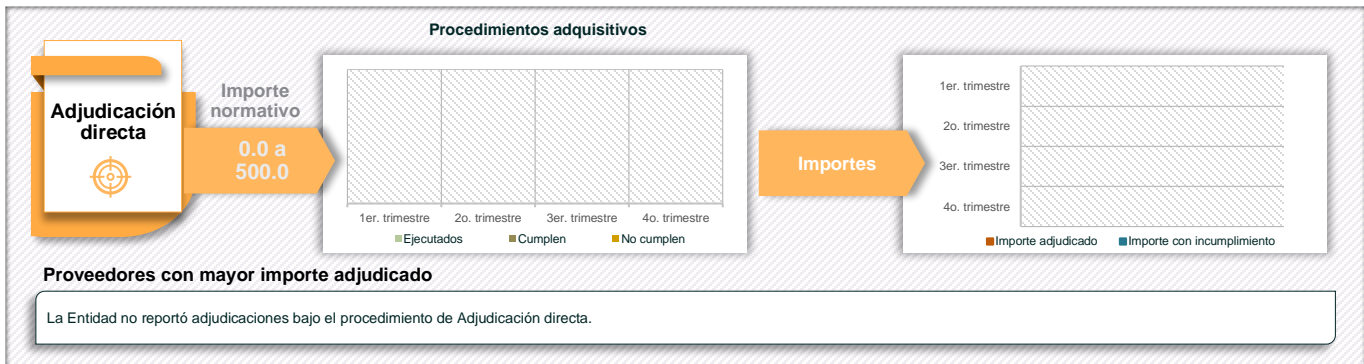 Procedimientos adquisitivos
Adjudicación
directa
Importe
normativo
0.0 a
500.0
1er. trimestre 2o. trimestre 3er. trimestre 4o. trimestre
Ejecutados Cumplen No cumplen
Importes
1er. trimestre
2o. trimestre
3er. trimestre
4o. trimestre
Importe adjudicado Importe con incumplimiento
Proveedores con mayor importe adjudicado
La Entidad no reportó adjudicaciones bajo el procedimiento de Adjudicación directa.